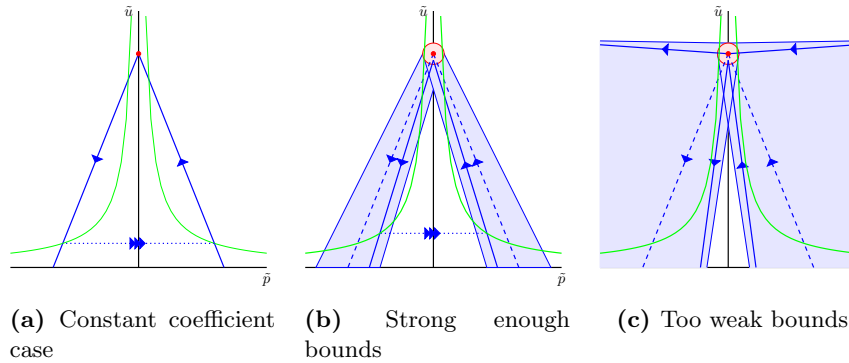 ũ
ũ
ũ
p̃
p̃
(a) Constant coefficient
case
(b) Strong enough
bounds
(c) Too weak bounds